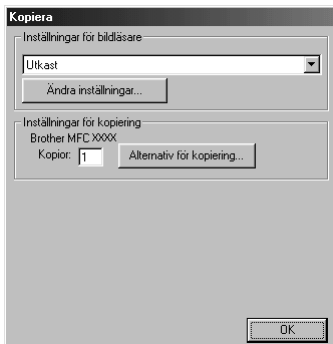 Kopiera
Inställningar för bildläsare
Utkast
Ändra inställningar...
Inställningar för kopiering
Brother MFC XXXX
Kopior: 1 Alternativ för kopiering...
OK